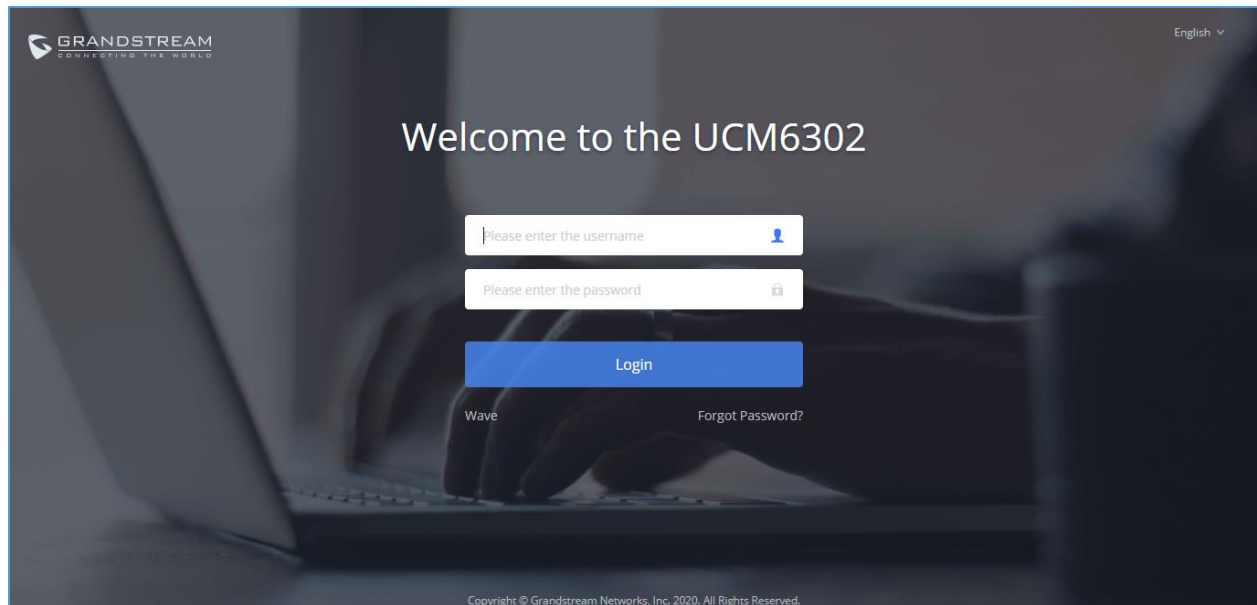 GRANDSTREAM
CONNECTING THE WORLD
English
Welcome to the UCM6302
Please enter the username
Please enter the password
Login
Wave
Forgot Password?
Copyright © Grandstream Networks, Inc. 2020. All Rights Reserved.